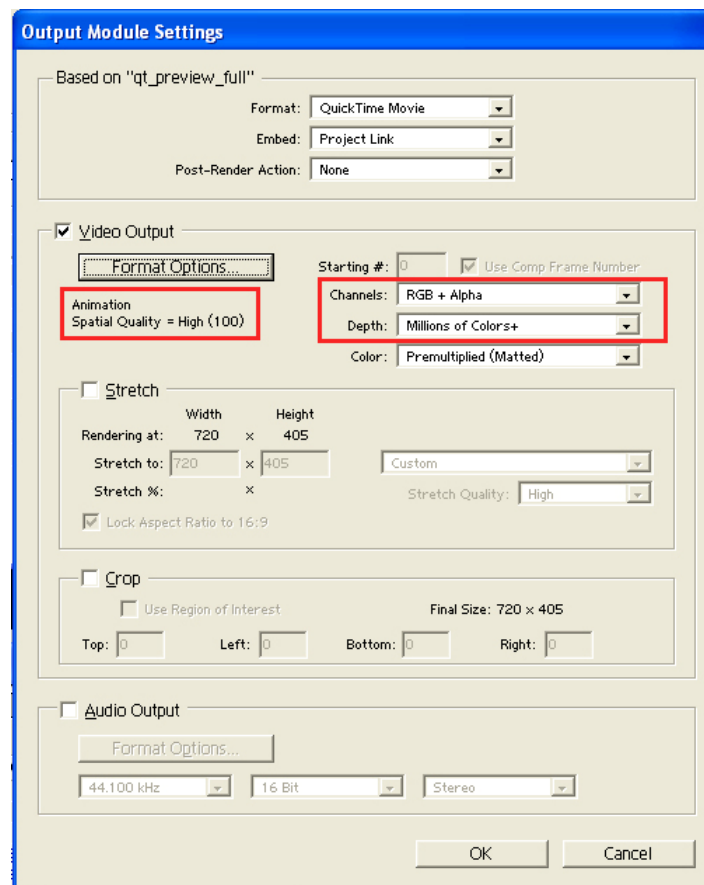 Output Module Settings
Based on "qt_preview_full"
Format: QuickTime Movie
Embed: Project Link
Post-Render Action: None
Video Output
Format Options...
Starting #: 0 Use Comp Frame Number
Animation
Spatial Quality = High (100)
Channels: RGB + Alpha
Depth: Millions of Colors+
Color: Premultiplied (Matted)
Stretch
Width Height
Rendering at: 720 x 405
Stretch to: 720 x 405 Custom
Stretch %: x Stretch Quality: High
Lock Aspect Ratio to 16:9
Crop
Use Region of Interest Final Size: 720 x 405
Top: 0 Left: 0 Bottom: 0 Right: 0
Audio Output
Format Options...
44.100 kHz 16 Bit Stereo
OK Cancel